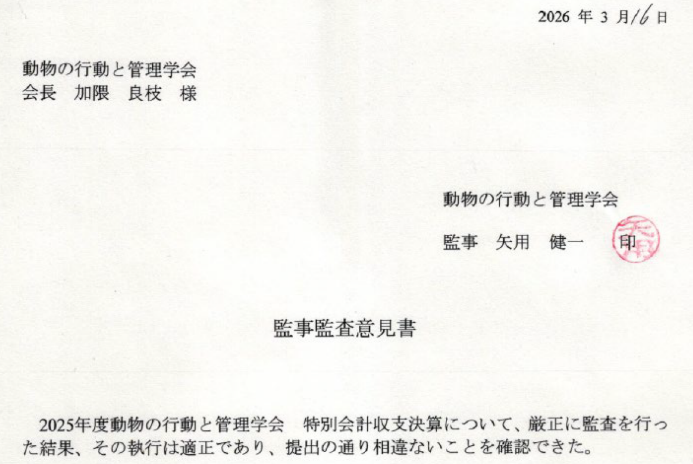 2026 年 3 月16 日
動物の行動と管理学会
会長　加隈　良枝　様
動物の行動と管理学会
監事　矢用　健一　印
矢用
監事監査意見書
2025年度動物の行動と管理学会　特別会計収支決算について、厳正に監査を行っ
た結果、その執行は適正であり、提出の通り相違ないことを確認できた。